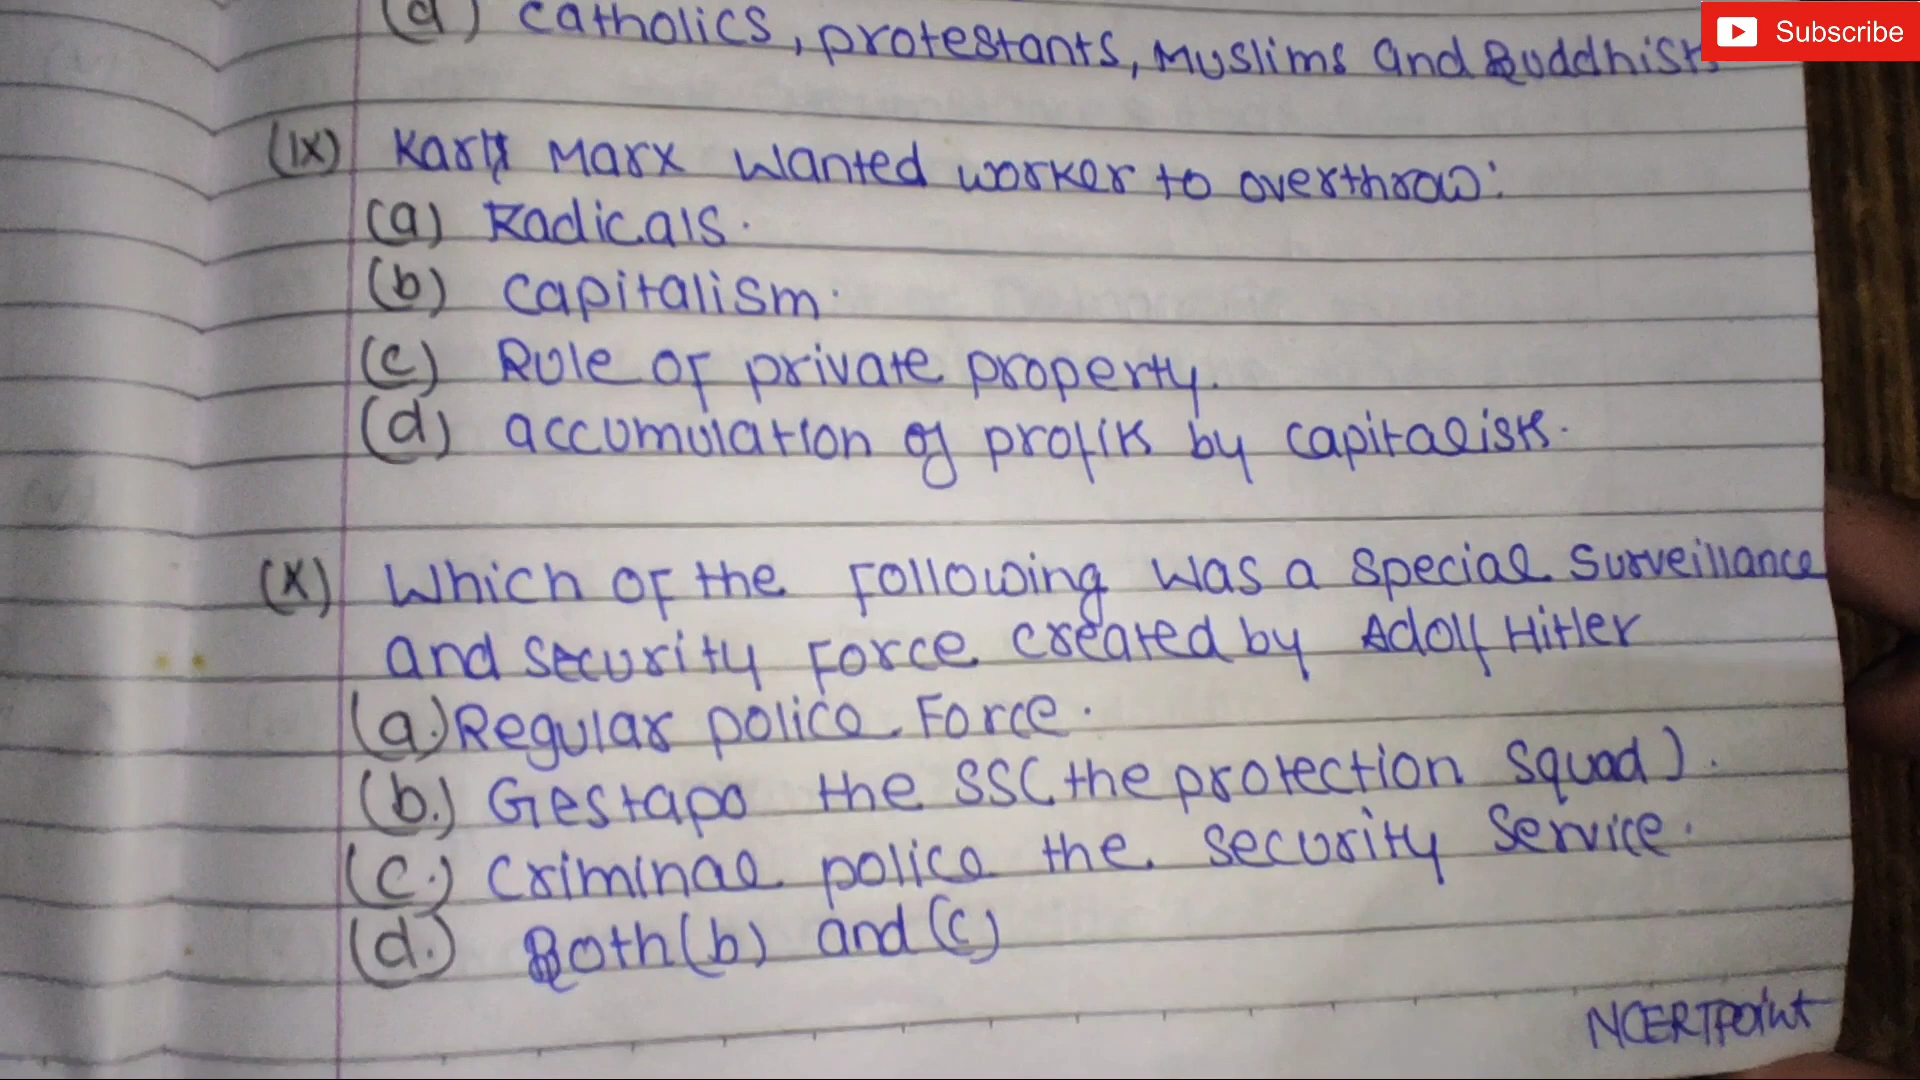 (d) Catholics, protestants, Muslims and Buddhists
Subscribe
(ix) Karl Marx wanted worker to overthrow:
(a) Radicals.
(b) capitalism.
(c) Rule of private property.
(d) accumulation of profits by capitalists.
(x) Which of the following was a special surveillance
and security force created by Adolf Hitler
(a.) Regular police force.
(b.) Gestapo the SS (the protection squad).
(c.) criminal police the security service.
(d.) Both (b) and (c)
NCERTPoint